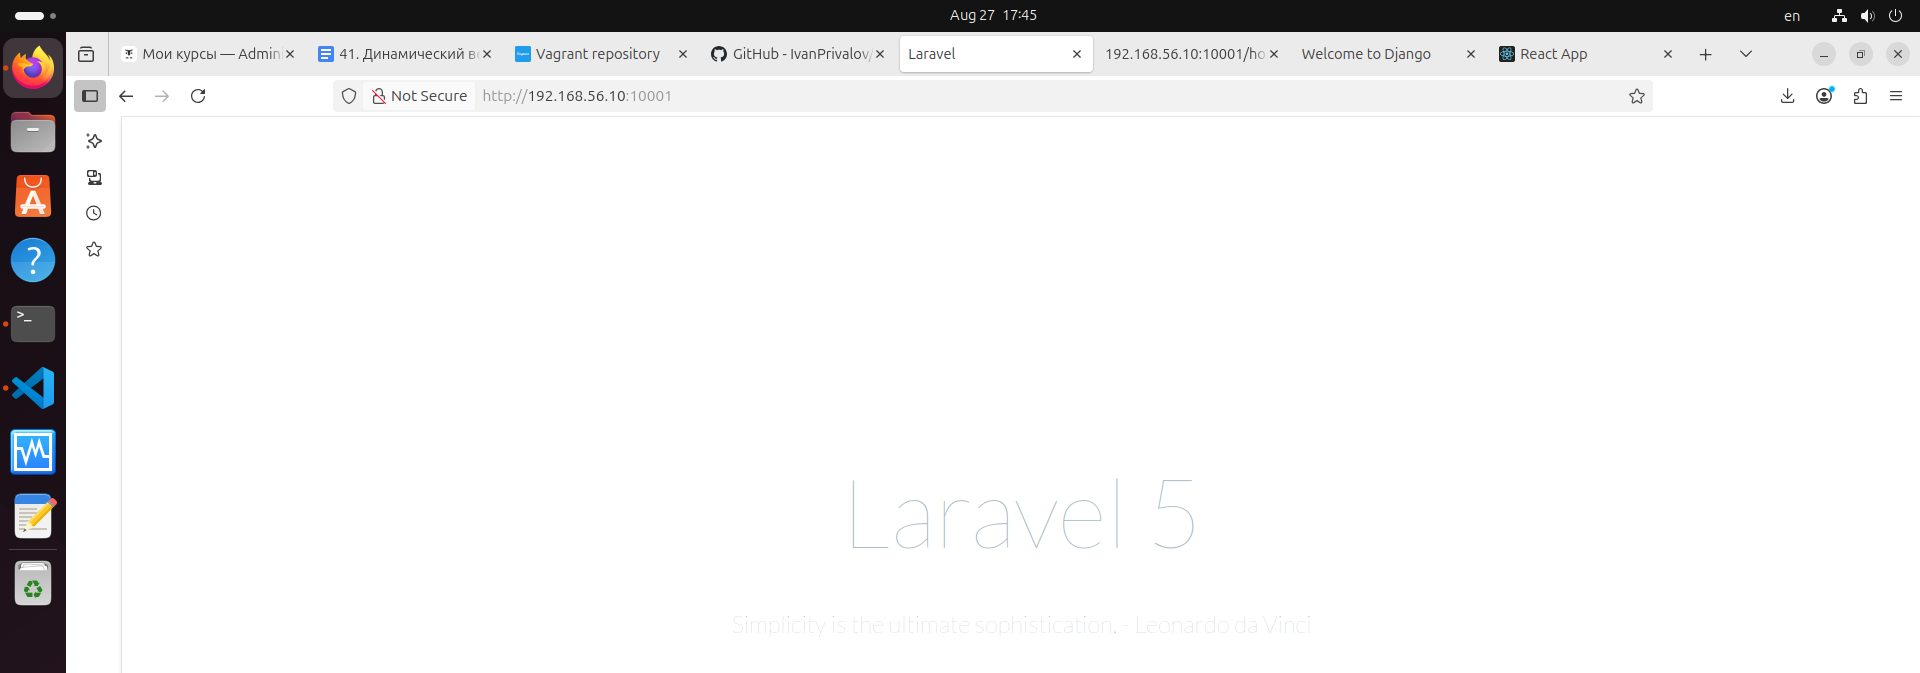 Aug 27 17:45
en
Мои курсы — Admin
41. Динамический ве
Vagrant repository
GitHub - IvanPrivalov/
Laravel
192.168.56.10:10001/ho
Welcome to Django
React App
Not Secure
http://192.168.56.10:10001
Laravel 5
Simplicity is the ultimate sophistication. - Leonardo da Vinci